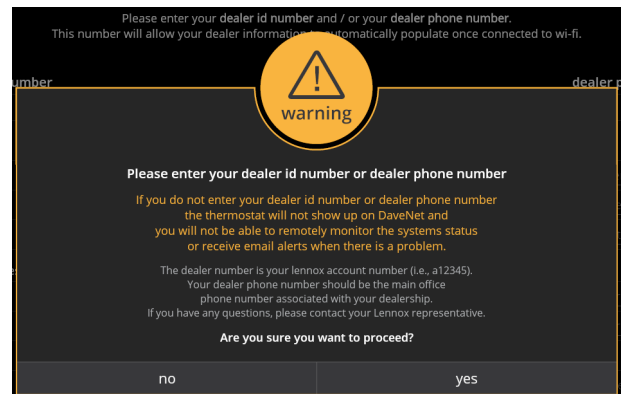 Please enter your dealer id number and / or your dealer phone number.
This number will allow your dealer information automatically populate once connected to wi-fi.
umber
dealer p
warning
Please enter your dealer id number or dealer phone number
If you do not enter your dealer id number or dealer phone number
the thermostat will not show up on DaveNet and
you will not be able to remotely monitor the systems status
or receive email alerts when there is a problem.
The dealer number is your lennox account number (i.e., a12345).
Your dealer phone number should be the main office
phone number associated with your dealership.
If you have any questions, please contact your Lennox representative.
Are you sure you want to proceed?
no
yes